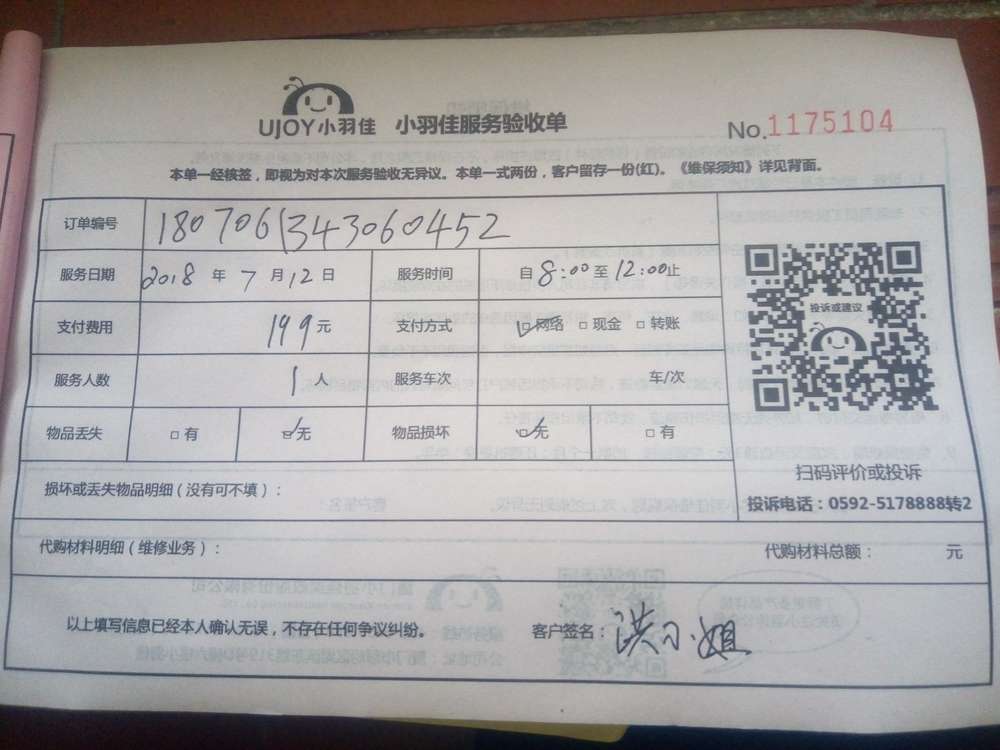 UJOY小羽佳 小羽佳服务验收单 No.1175104
本单一经核签，即视为对本次服务验收无异议。本单一式两份，客户留存一份(红)。《维保须知》详见背面。
订单编号 1807061343060452
服务日期 2018 年 7 月 12 日 服务时间 自 8:00 至 12:00 止
支付费用 199 元 支付方式 ☑网络 □现金 □转账
服务人数 1 人 服务车次 车/次
物品丢失 □有 ☑无 物品损坏 ☑无 □有
投诉或建议
扫码评价或投诉
投诉电话：0592-5178888转2
损坏或丢失物品明细（没有可不填）：
代购材料明细（维修业务）： 代购材料总额： 元
以上填写信息已经本人确认无误，不存在任何争议纠纷。 客户签名：洪小姐